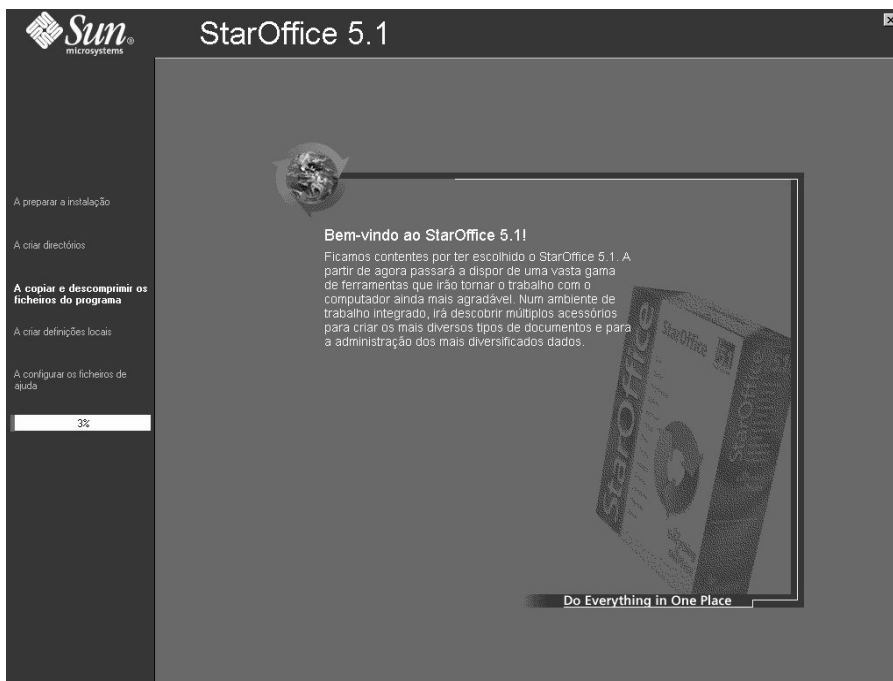 Sun®
microsystems
StarOffice 5.1
A preparar a instalação
A criar directórios
A copiar e descomprimir os
ficheiros do programa
A criar definições locais
A configurar os ficheiros de
ajuda
3%
Bem-vindo ao StarOffice 5.1!
Ficamos contentes por ter escolhido o StarOffice 5.1. A
partir de agora passará a dispor de uma vasta gama
de ferramentas que irão tornar o trabalho com o
computador ainda mais agradável. Num ambiente de
trabalho integrado, irá descobrir múltiplos acessórios
para criar os mais diversos tipos de documentos e para
a administração dos mais diversificados dados.
StarOffice
StarOffice
StarOffice
Do Everything in One Place